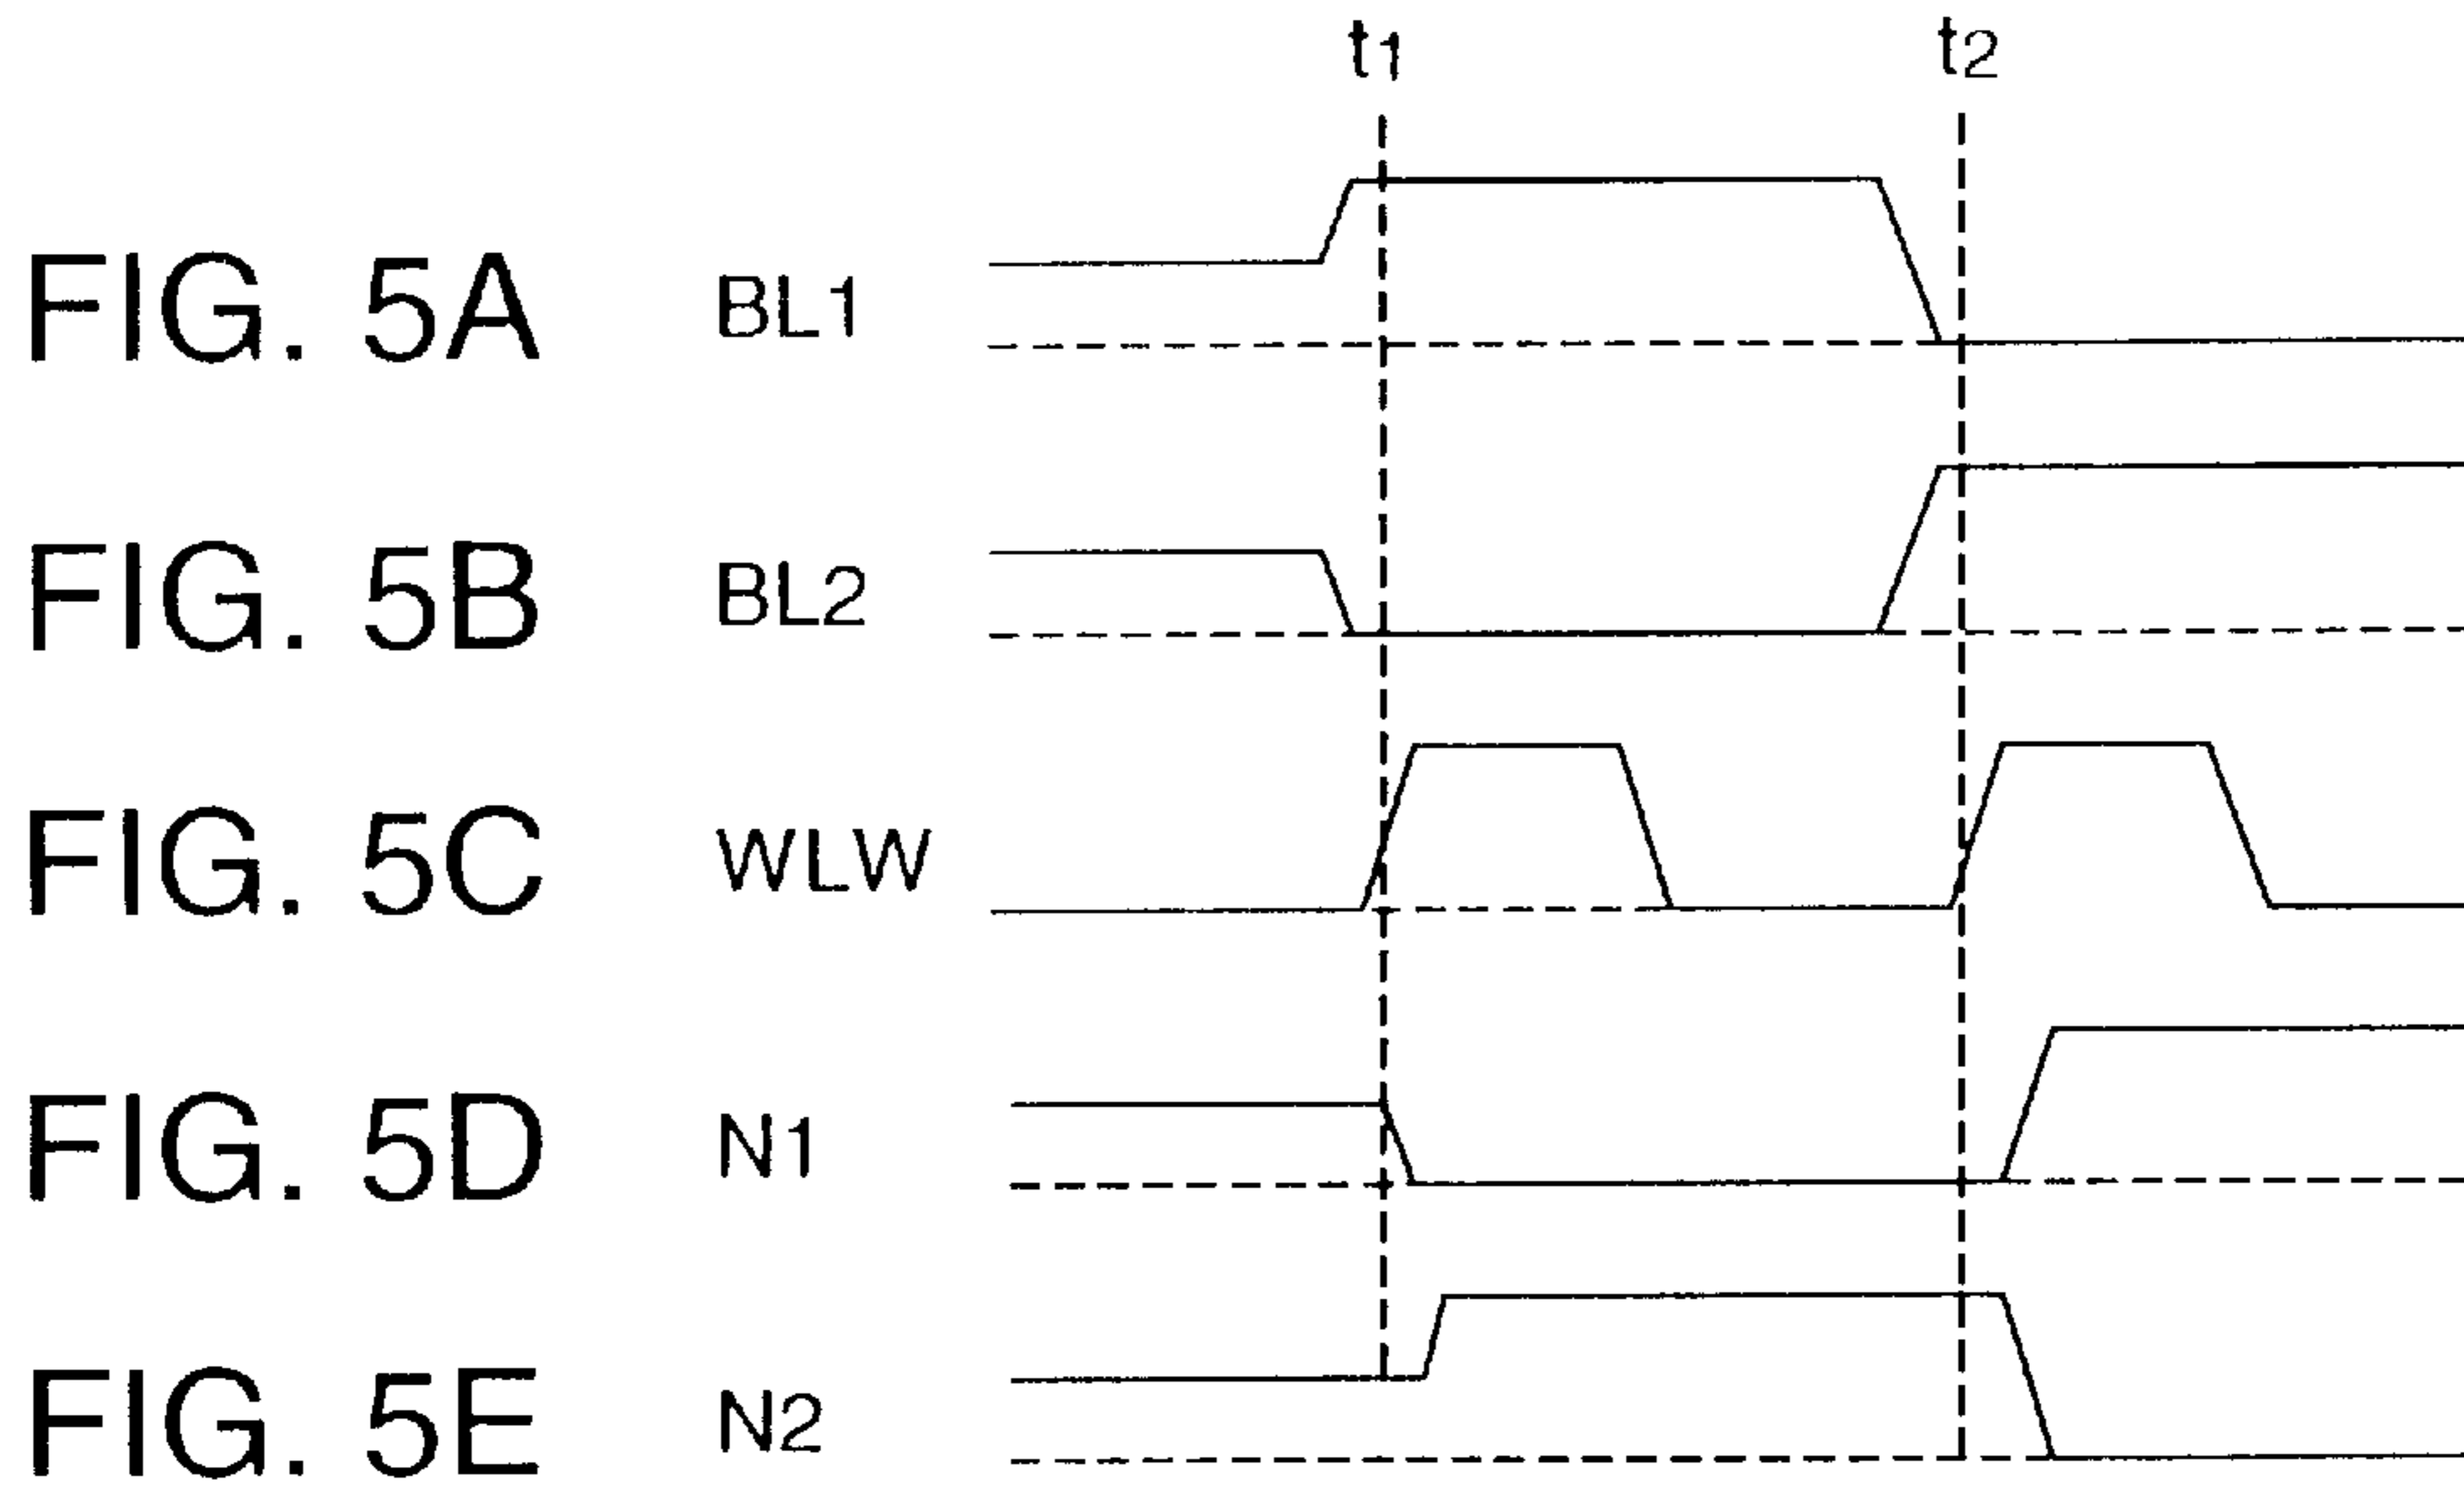 t1 t2
FIG. 5A BL1
FIG. 5B BL2
FIG. 5C WLW
FIG. 5D N1
FIG. 5E N2